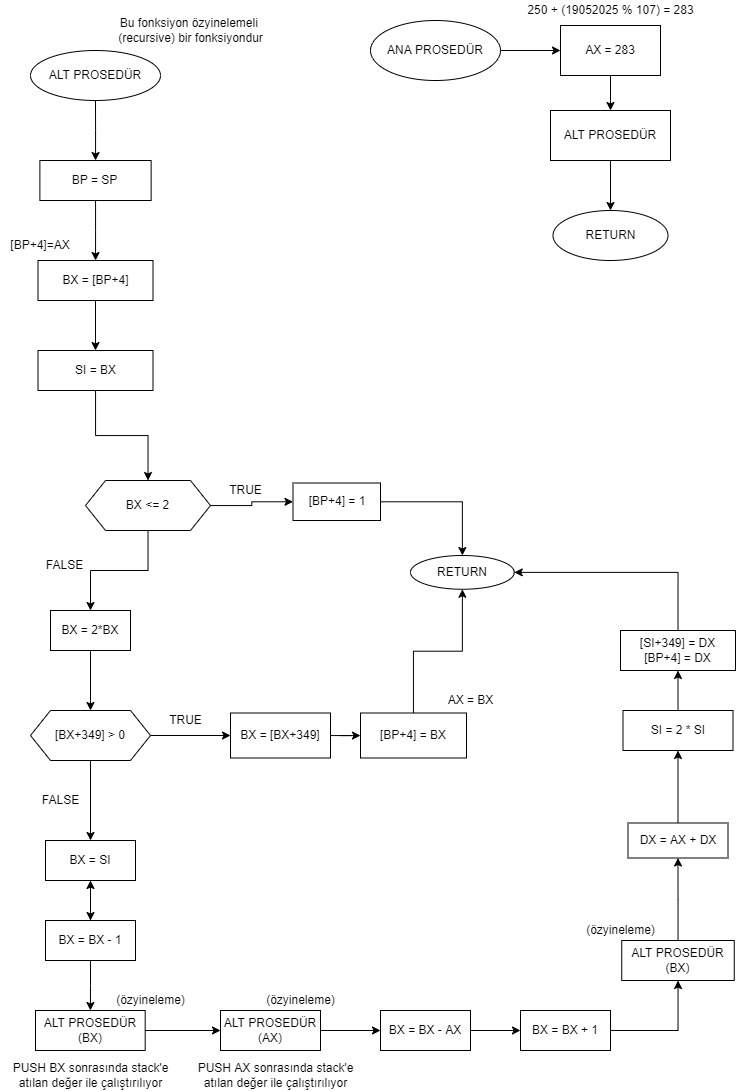 Bu fonksiyon özyinelemeli
(recursive) bir fonksiyondur
ALT PROSEDÜR
BP = SP
[BP+4]=AX
BX = [BP+4]
SI = BX
BX <= 2
TRUE
[BP+4] = 1
RETURN
FALSE
BX = 2*BX
[BX+349] > 0
TRUE
BX = [BX+349]
[BP+4] = BX
AX = BX
FALSE
BX = SI
BX = BX - 1
ALT PROSEDÜR
(BX)
(özyineleme)
PUSH BX sonrasında stack'e
atılan değer ile çalıştırılıyor
ALT PROSEDÜR
(AX)
(özyineleme)
PUSH AX sonrasında stack'e
atılan değer ile çalıştırılıyor
BX = BX - AX
BX = BX + 1
(özyineleme)
ALT PROSEDÜR
(BX)
DX = AX + DX
SI = 2 * SI
[SI+349] = DX
[BP+4] = DX
250 + (19052025 % 107) = 283
ANA PROSEDÜR
AX = 283
ALT PROSEDÜR
RETURN